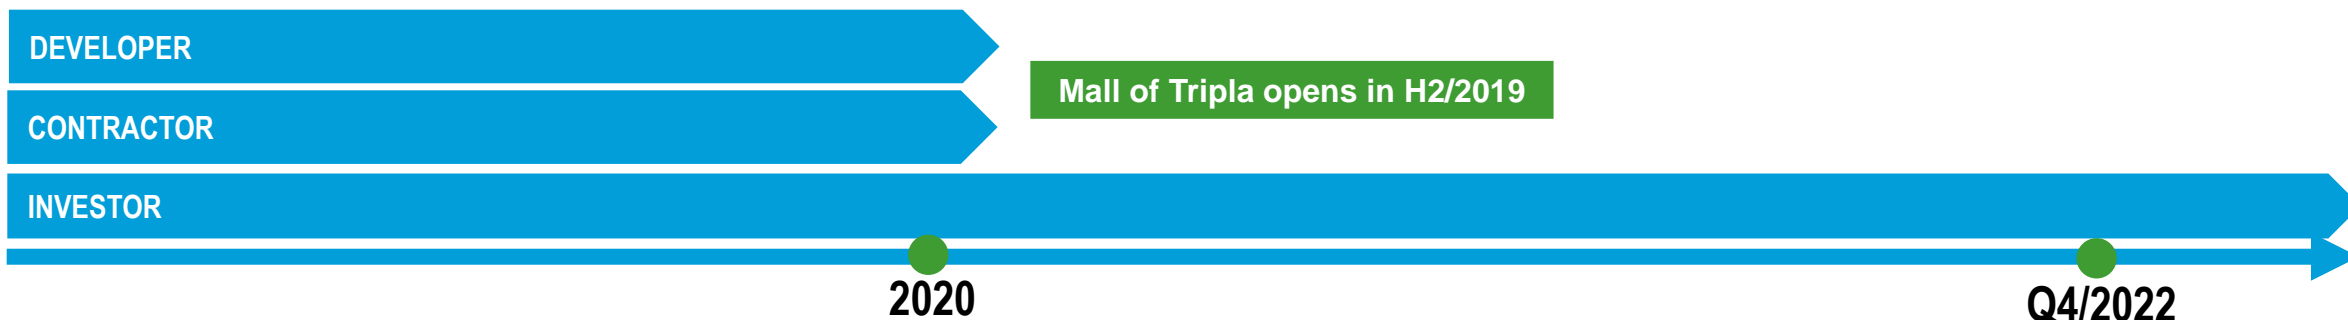 DEVELOPER
Mall of Tripla opens in H2/2019
CONTRACTOR
INVESTOR
2020
Q4/2022